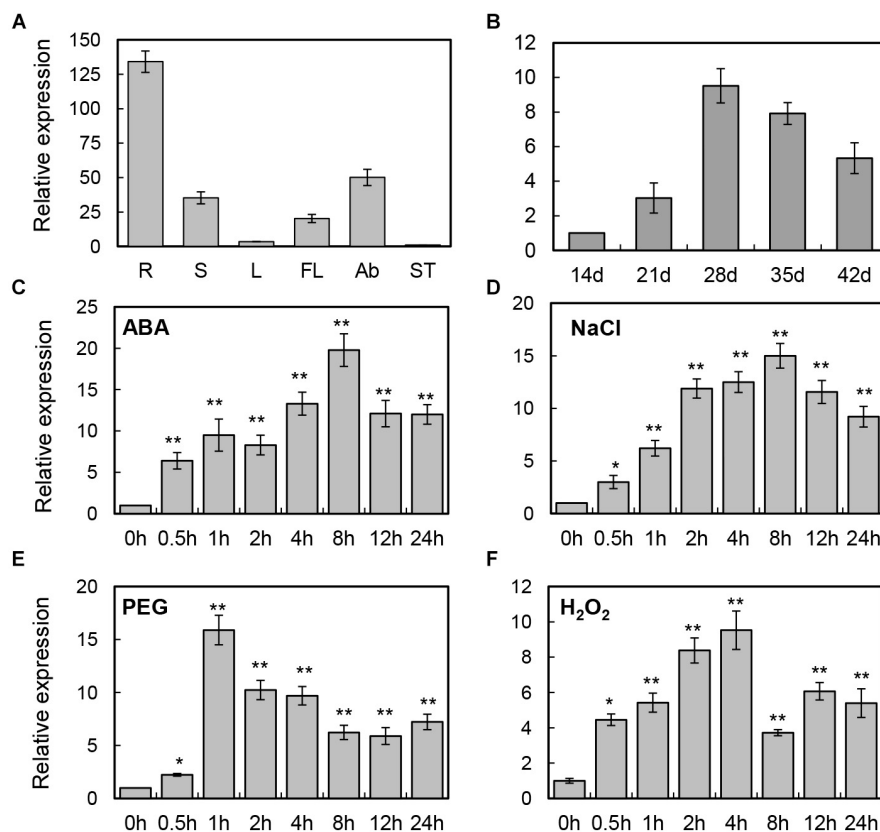 A
Relative expression
150
125
100
75
50
25
0
R S L FL Ab ST
B
12
10
8
6
4
2
0
14d 21d 28d 35d 42d
C
Relative expression
25
20
15
10
5
0
ABA
** ** ** ** ** ** **
0h 0.5h 1h 2h 4h 8h 12h 24h
D
20
15
10
5
0
NaCl
* ** ** ** ** ** **
0h 0.5h 1h 2h 4h 8h 12h 24h
E
Relative expression
20
15
10
5
0
PEG
* ** ** ** ** ** **
0h 0.5h 1h 2h 4h 8h 12h 24h
F
12
10
8
6
4
2
0
H₂O₂
* ** ** ** ** ** **
0h 0.5h 1h 2h 4h 8h 12h 24h